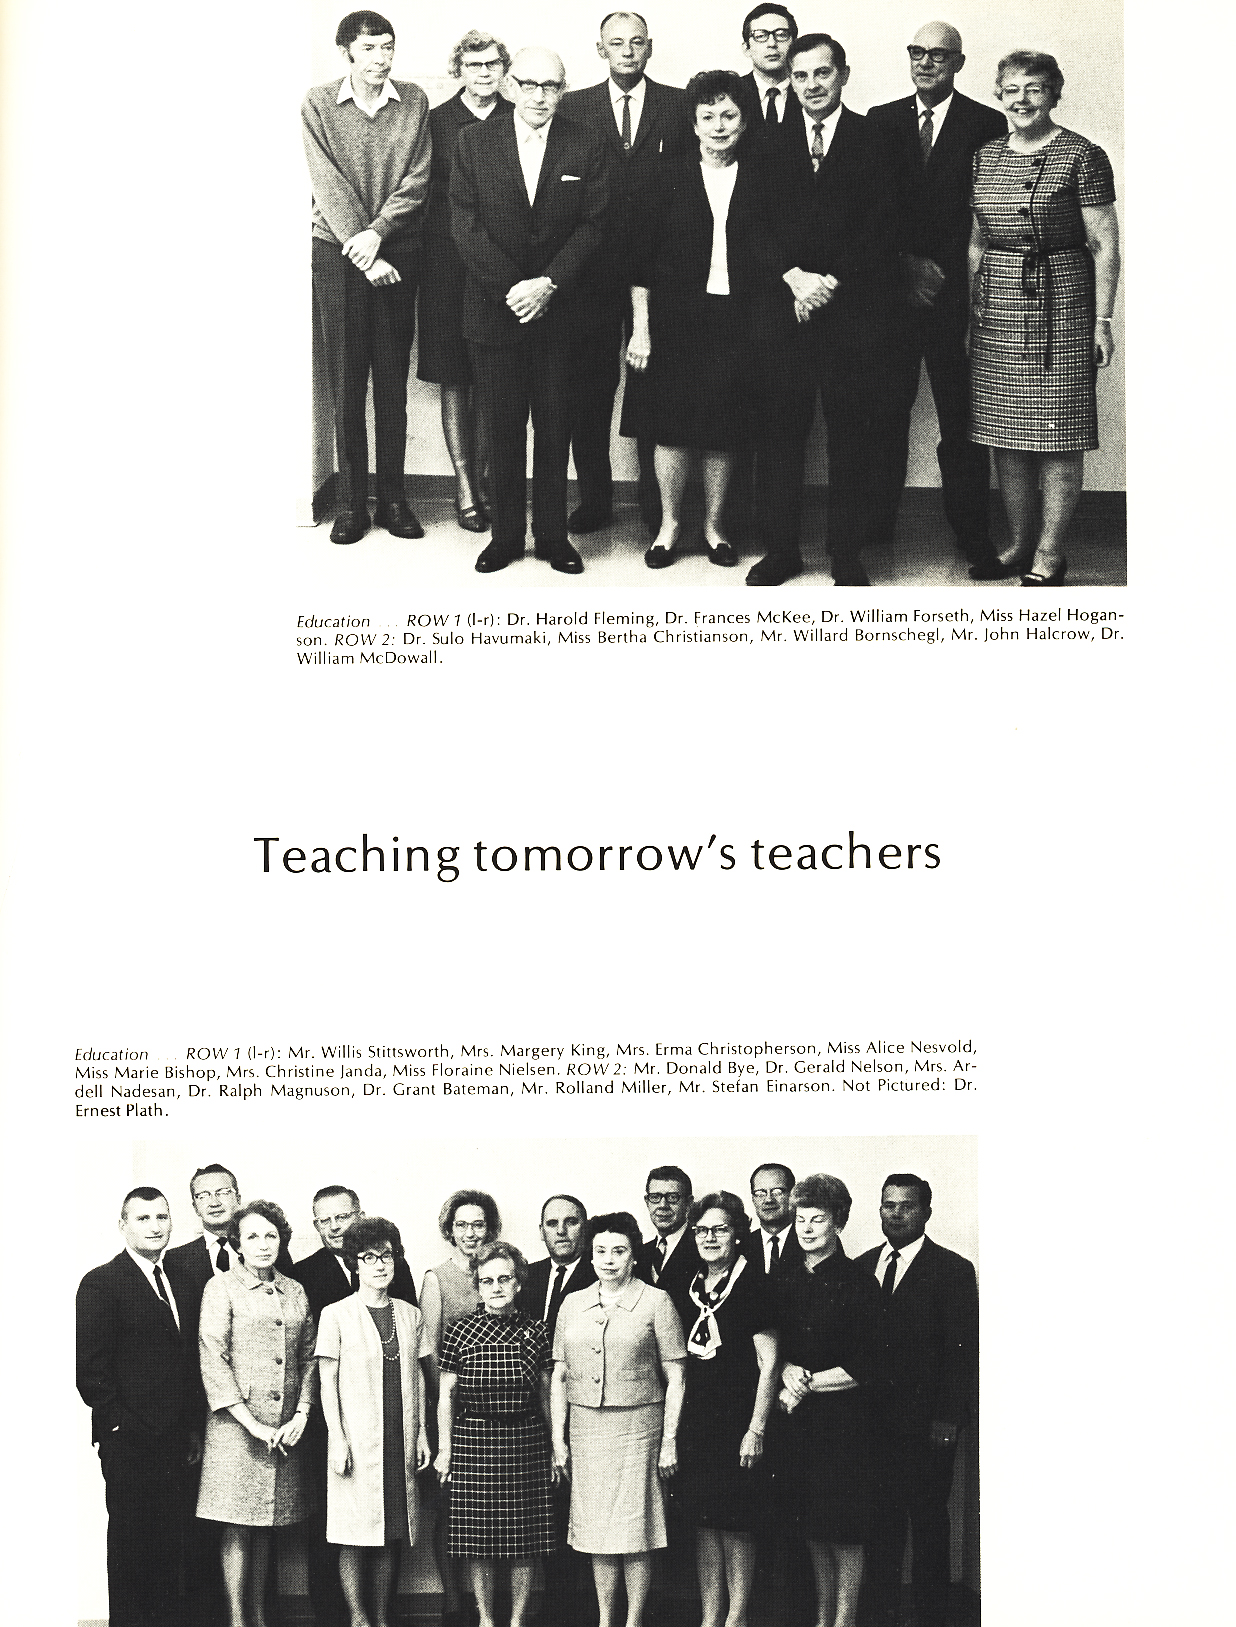 Education ... ROW 1 (l-r): Dr. Harold Fleming, Dr. Frances McKee, Dr. William Forseth, Miss Hazel Hogan-
son. ROW 2: Dr. Sulo Havumaki, Miss Bertha Christianson, Mr. Willard Bornschegl, Mr. John Halcrow, Dr.
William McDowall.
Teaching tomorrow's teachers
Education ... ROW 1 (l-r): Mr. Willis Stittsworth, Mrs. Margery King, Mrs. Erma Christopherson, Miss Alice Nesvold,
Miss Marie Bishop, Mrs. Christine Janda, Miss Floraine Nielsen. ROW 2: Mr. Donald Bye, Dr. Gerald Nelson, Mrs. Ar-
dell Nadesan, Dr. Ralph Magnuson, Dr. Grant Bateman, Mr. Rolland Miller, Mr. Stefan Einarson. Not Pictured: Dr.
Ernest Plath.